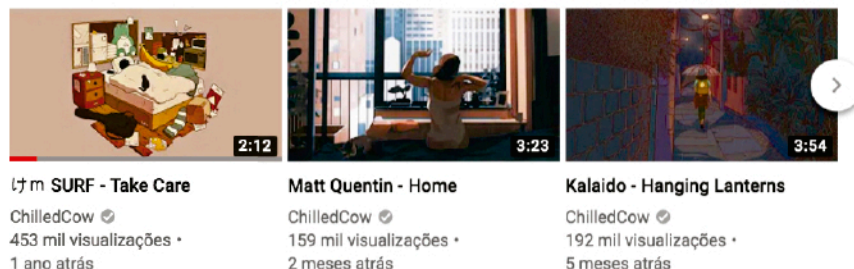 2:12
3:23
3:54
けm SURF - Take Care
Matt Quentin - Home
Kalaido - Hanging Lanterns
ChilledCow
ChilledCow
ChilledCow
453 mil visualizações •
159 mil visualizações •
192 mil visualizações •
1 ano atrás
2 meses atrás
5 meses atrás